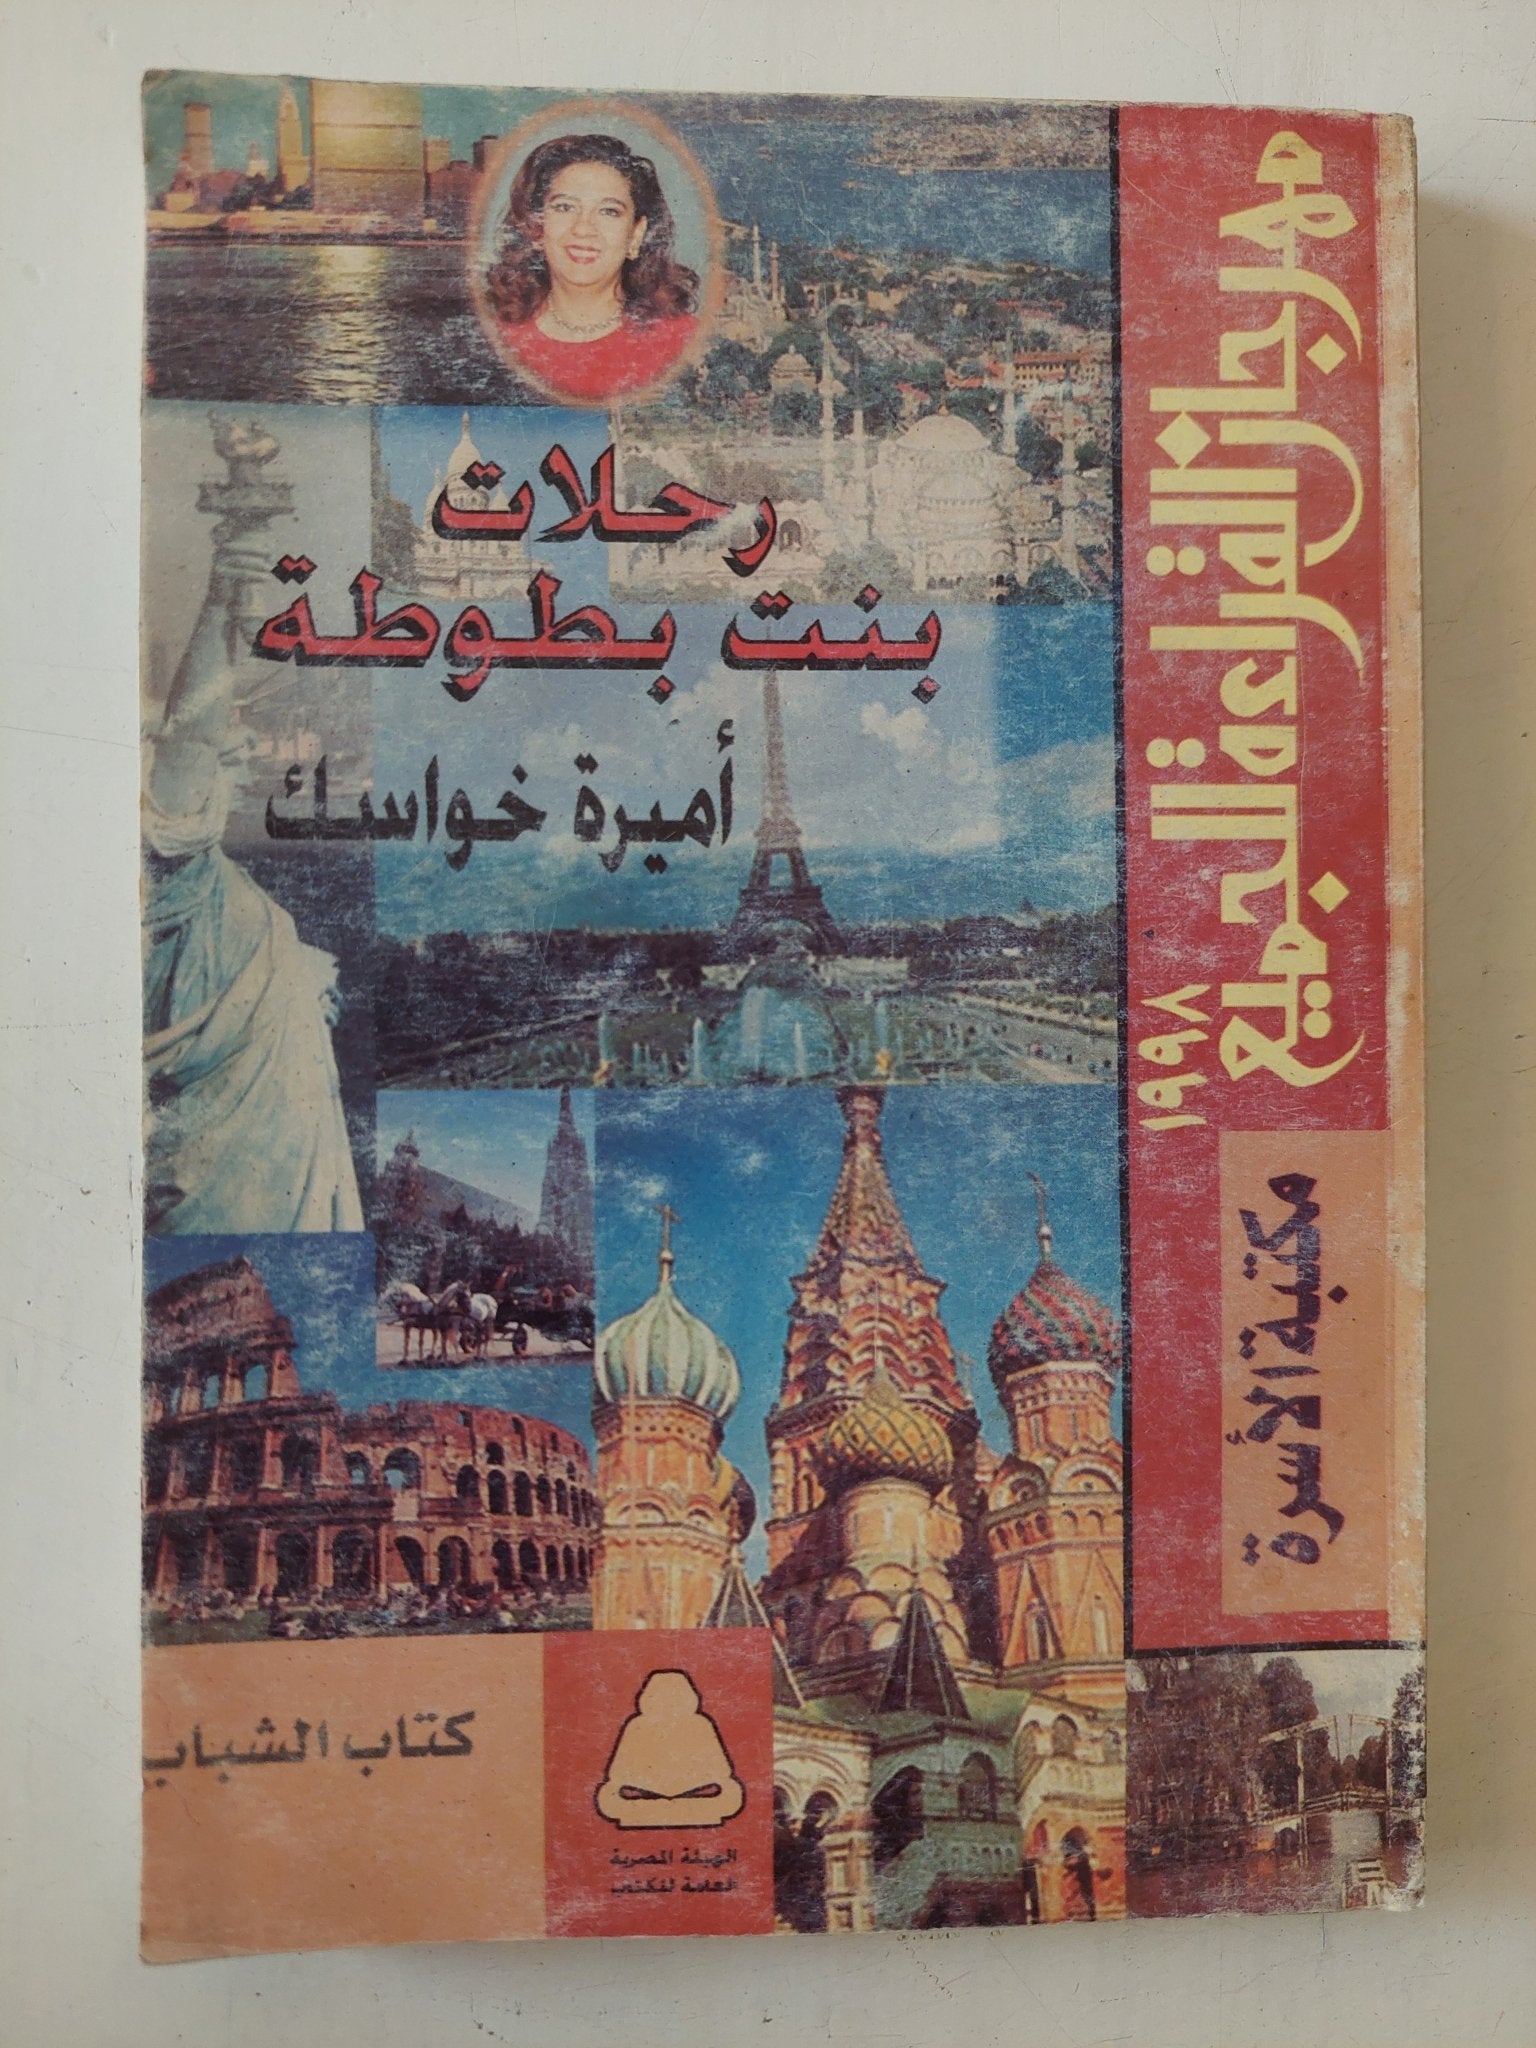 رحلات
بنت بطوطة
أميرة خواسك
مهرجان القراءة للجميع
١٩٩٨
مكتبة الأسرة
كتاب الشباب
الهيئة المصرية
العامة للكتاب